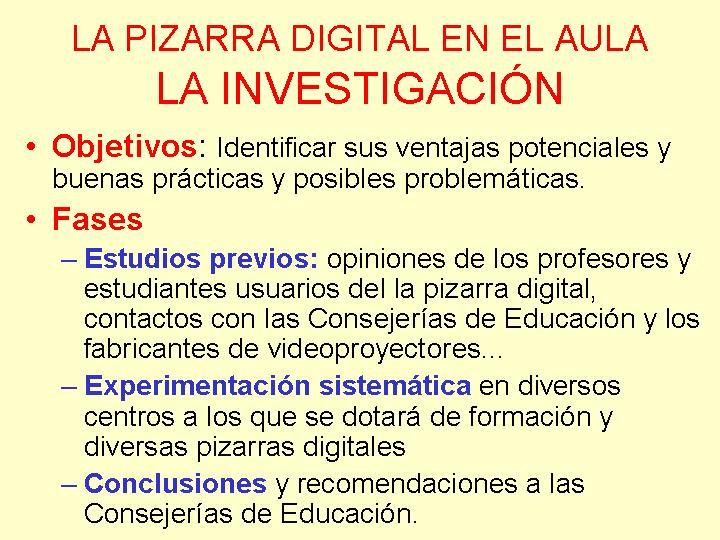 LA PIZARRA DIGITAL EN EL AULA
LA INVESTIGACIÓN
• Objetivos: Identificar sus ventajas potenciales y
buenas prácticas y posibles problemáticas.
• Fases
– Estudios previos: opiniones de los profesores y
estudiantes usuarios del la pizarra digital,
contactos con las Consejerías de Educación y los
fabricantes de videoproyectores...
– Experimentación sistemática en diversos
centros a los que se dotará de formación y
diversas pizarras digitales
– Conclusiones y recomendaciones a las
Consejerías de Educación.